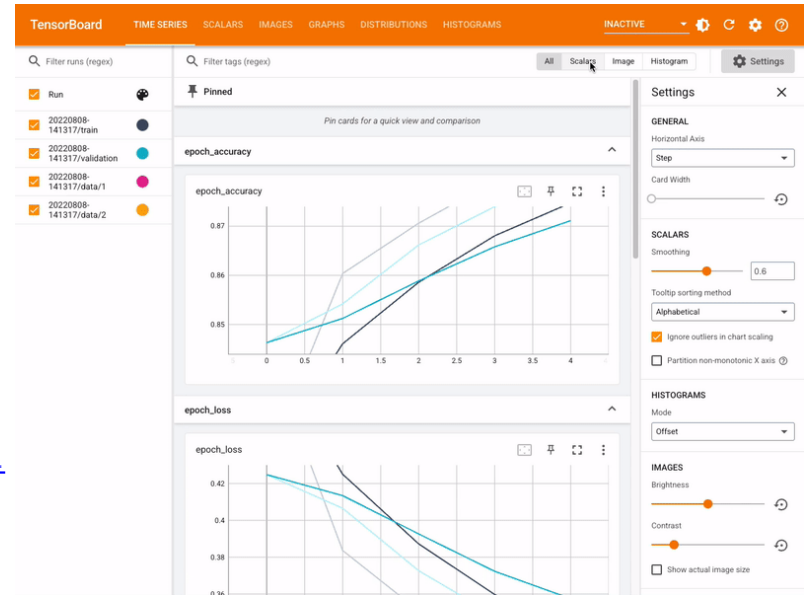 TensorBoard TIME SERIES SCALARS IMAGES GRAPHS DISTRIBUTIONS HISTOGRAMS INACTIVE
Filter runs (regex)
Filter tags (regex)
All Scalars Image Histogram
Settings
Run
20220808-
141317/train
20220808-
141317/validation
20220808-
141317/data/1
20220808-
141317/data/2
Pinned
Pin cards for a quick view and comparison
epoch_accuracy
epoch_accuracy
0.87
0.86
0.85
0 0.5 1 1.5 2 2.5 3 3.5 4
epoch_loss
epoch_loss
0.42
0.4
0.38
0.36
Settings
GENERAL
Horizontal Axis
Step
Card Width
SCALARS
Smoothing
0.6
Tooltip sorting method
Alphabetical
Ignore outliers in chart scaling
Partition non-monotonic X axis
HISTOGRAMS
Mode
Offset
IMAGES
Brightness
Contrast
Show actual image size